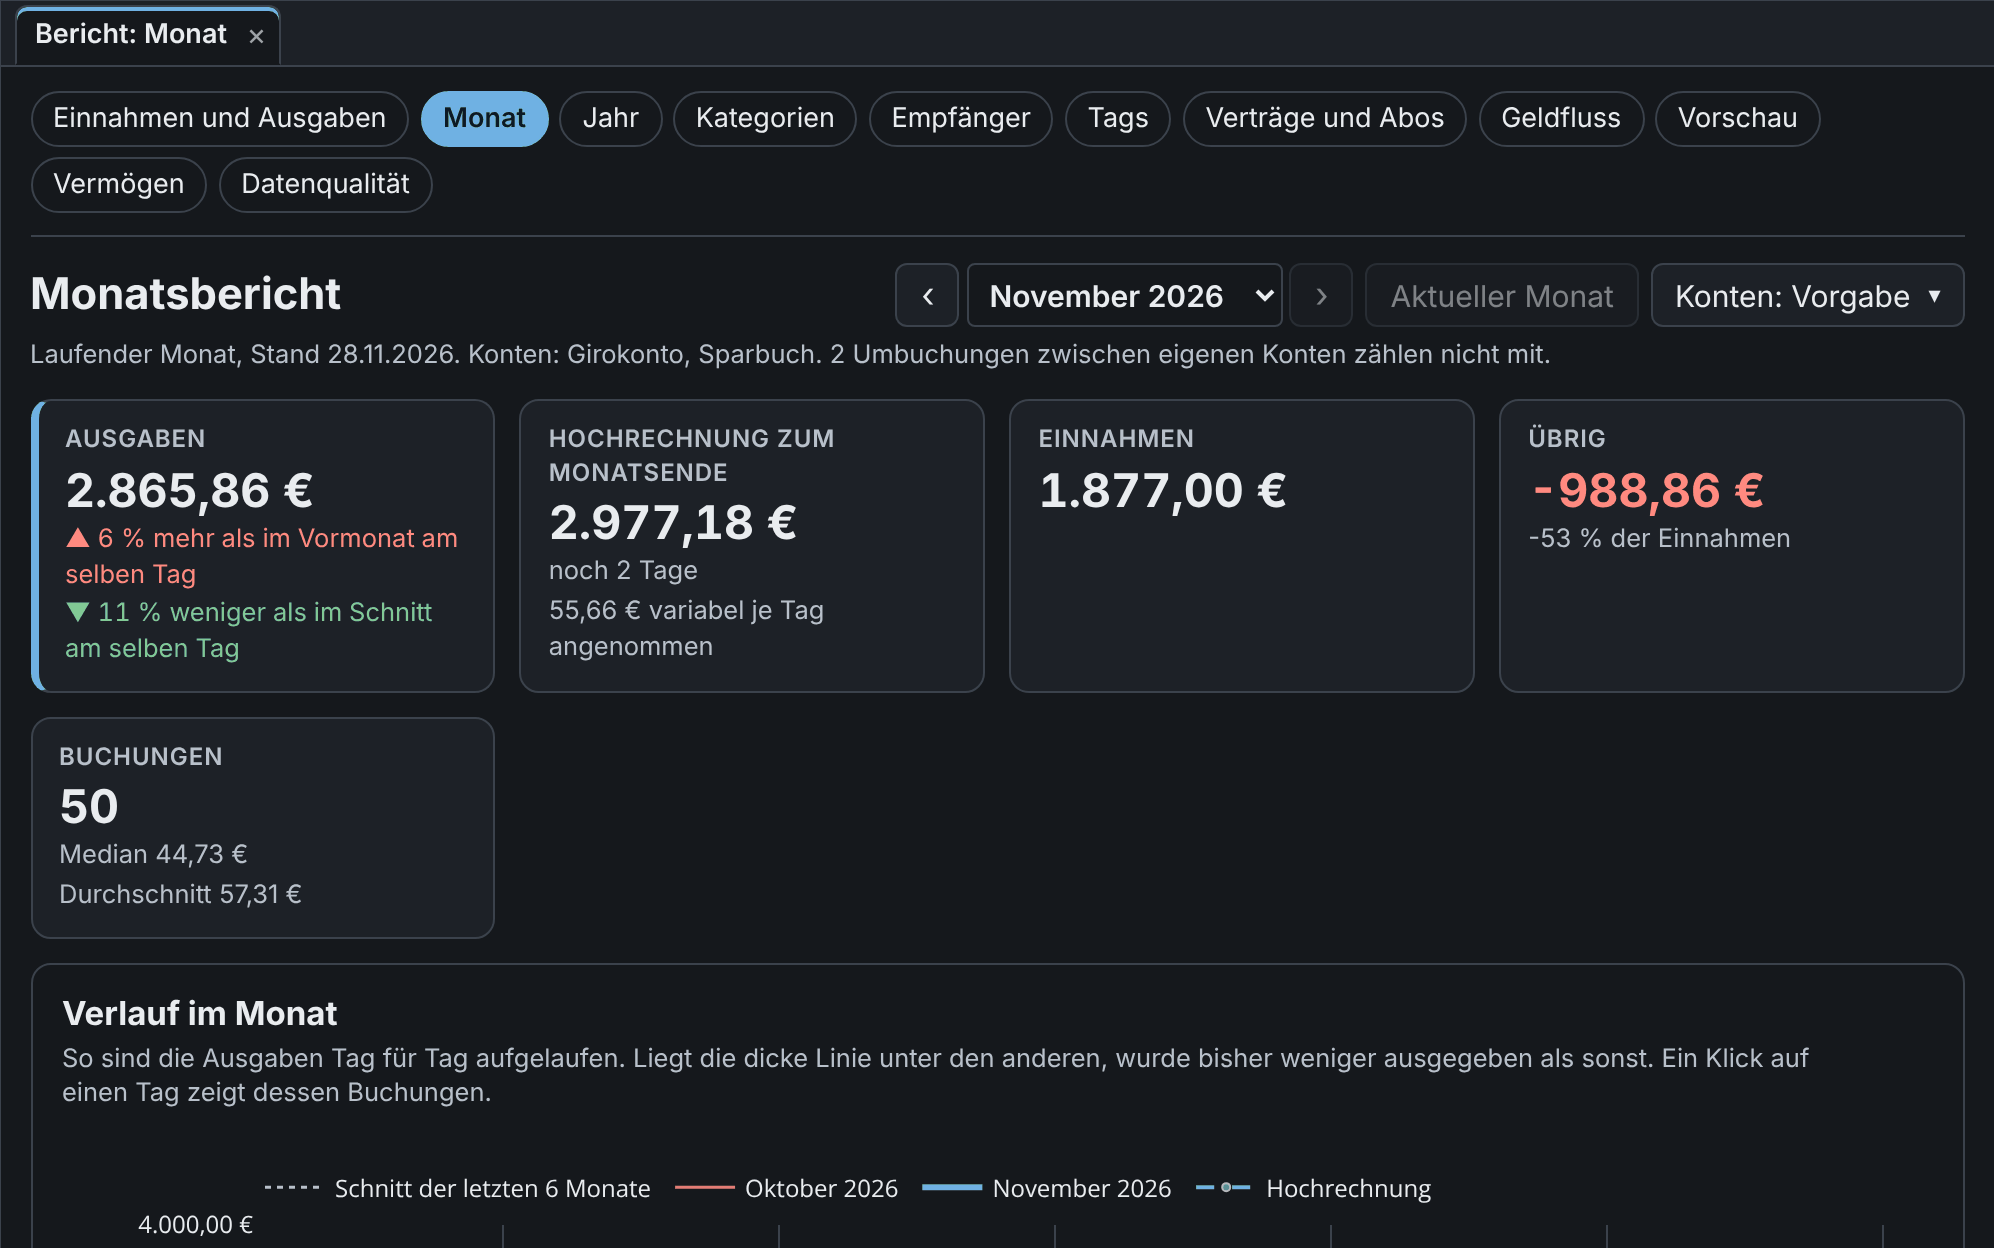 Bericht: Monat ×
Einnahmen und Ausgaben Monat Jahr Kategorien Empfänger Tags Verträge und Abos Geldfluss Vorschau
Vermögen Datenqualität
Monatsbericht
‹ November 2026 › Aktueller Monat Konten: Vorgabe ▼
Laufender Monat, Stand 28.11.2026. Konten: Girokonto, Sparbuch. 2 Umbuchungen zwischen eigenen Konten zählen nicht mit.
AUSGABEN
2.865,86 €
▲ 6 % mehr als im Vormonat am
selben Tag
▼ 11 % weniger als im Schnitt
am selben Tag
HOCHRECHNUNG ZUM
MONATSENDE
2.977,18 €
noch 2 Tage
55,66 € variabel je Tag
angenommen
EINNAHMEN
1.877,00 €
ÜBRIG
-988,86 €
-53 % der Einnahmen
BUCHUNGEN
50
Median 44,73 €
Durchschnitt 57,31 €
Verlauf im Monat
So sind die Ausgaben Tag für Tag aufgelaufen. Liegt die dicke Linie unter den anderen, wurde bisher weniger ausgegeben als sonst. Ein Klick auf
einen Tag zeigt dessen Buchungen.
Schnitt der letzten 6 Monate Oktober 2026 November 2026 Hochrechnung
4.000,00 €